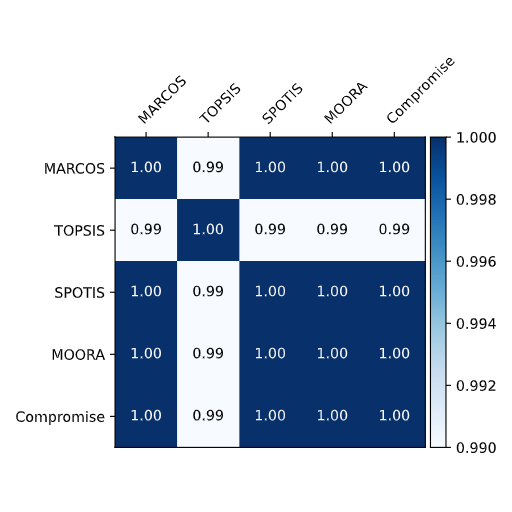 MARCOS TOPSIS SPOTIS MOORA Compromise
MARCOS 1.00 0.99 1.00 1.00 1.00
TOPSIS 0.99 1.00 0.99 0.99 0.99
SPOTIS 1.00 0.99 1.00 1.00 1.00
MOORA 1.00 0.99 1.00 1.00 1.00
Compromise 1.00 0.99 1.00 1.00 1.00
1.000
0.998
0.996
0.994
0.992
0.990